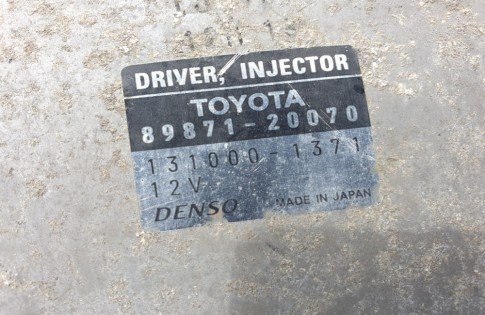 DRIVER, INJECTOR
TOYOTA
89871-20070
131000-1371
12V
DENSO MADE IN JAPAN